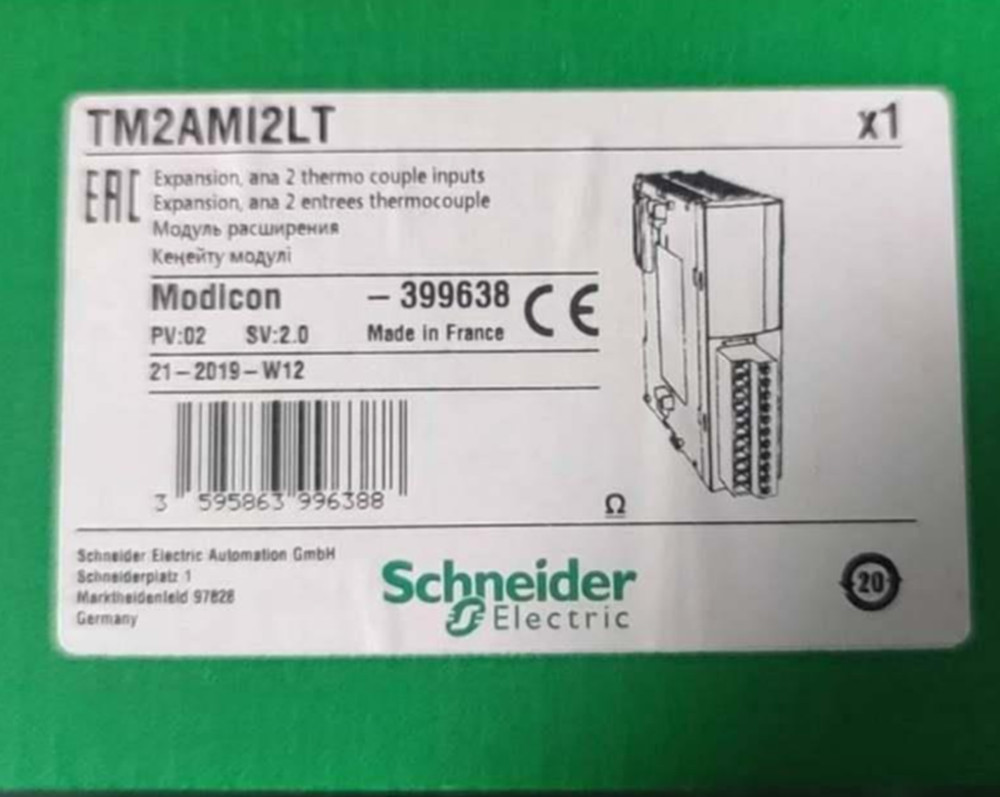 TM2AMI2LT x1
EAC
Expansion, ana 2 thermo couple inputs
Expansion, ana 2 entrees thermocouple
Модуль расширения
Кеңейту модулі
Modicon - 399638 CE
PV:02 SV:2.0 Made in France
21-2019-W12
3 595863 996388
Ω
Schneider Electric Automation GmbH
Schneiderplatz 1
Marktheidenfeld 97828
Germany
Schneider
Electric
20